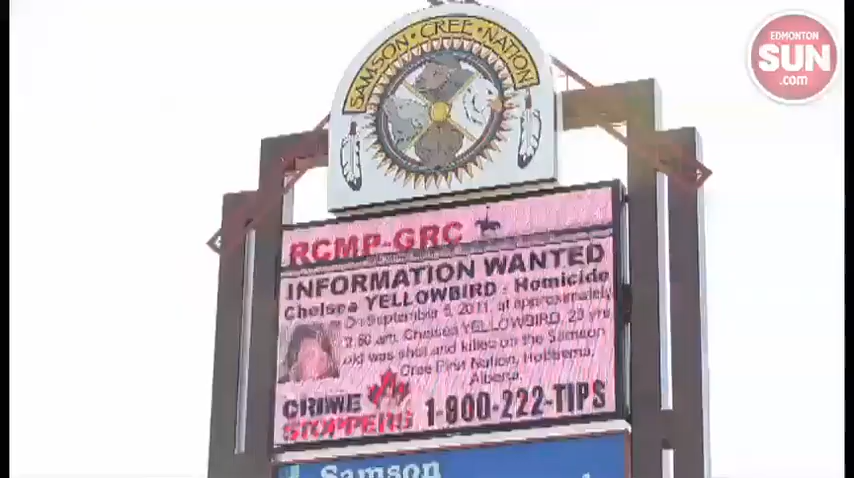 EDMONTON
SUN
.com
SAMSON · CREE · NATION
RCMP-GRC
INFORMATION WANTED
Chelsea YELLOWBIRD : Homicide
On September 5, 2011, at approximately
am, Chelsea YELLOWBIRD, 23 yrs
old was shot and killed on the Samson
Cree First Nation, Hobbema,
Alberta.
CRIME
STOPPERS
1-800-222-TIPS
Samson